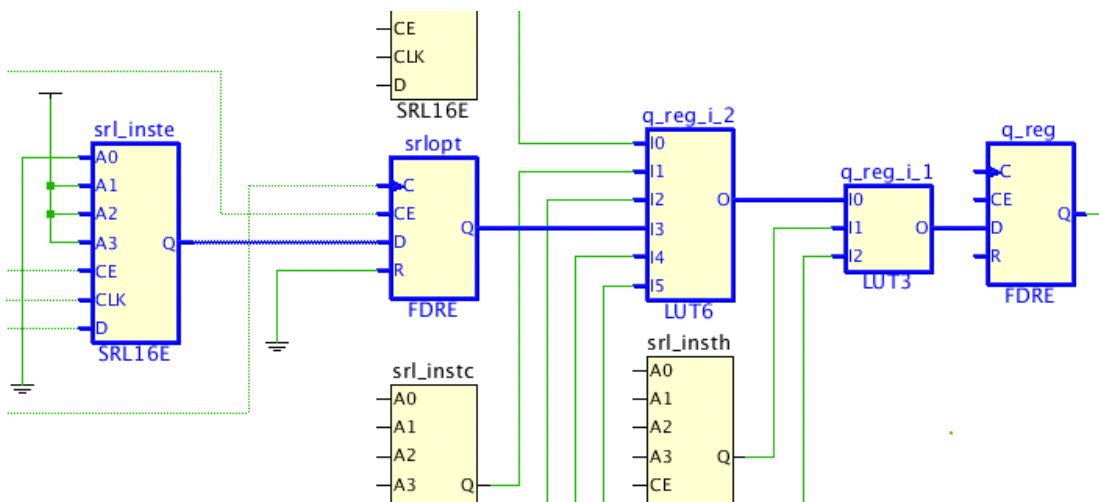 CE
CLK
D
SRL16E
srl_inste
A0
A1
A2
A3
Q
CE
CLK
D
SRL16E
srlopt
C
CE
D
Q
R
FDRE
q_reg_i_2
I0
I1
I2
O
I3
I4
I5
LUT6
q_reg_i_1
I0
O
I1
I2
LUT3
q_reg
C
CE
Q
D
R
FDRE
srl_instc
A0
A1
A2
A3
Q
srl_insth
A0
A1
A2
A3
Q
CE